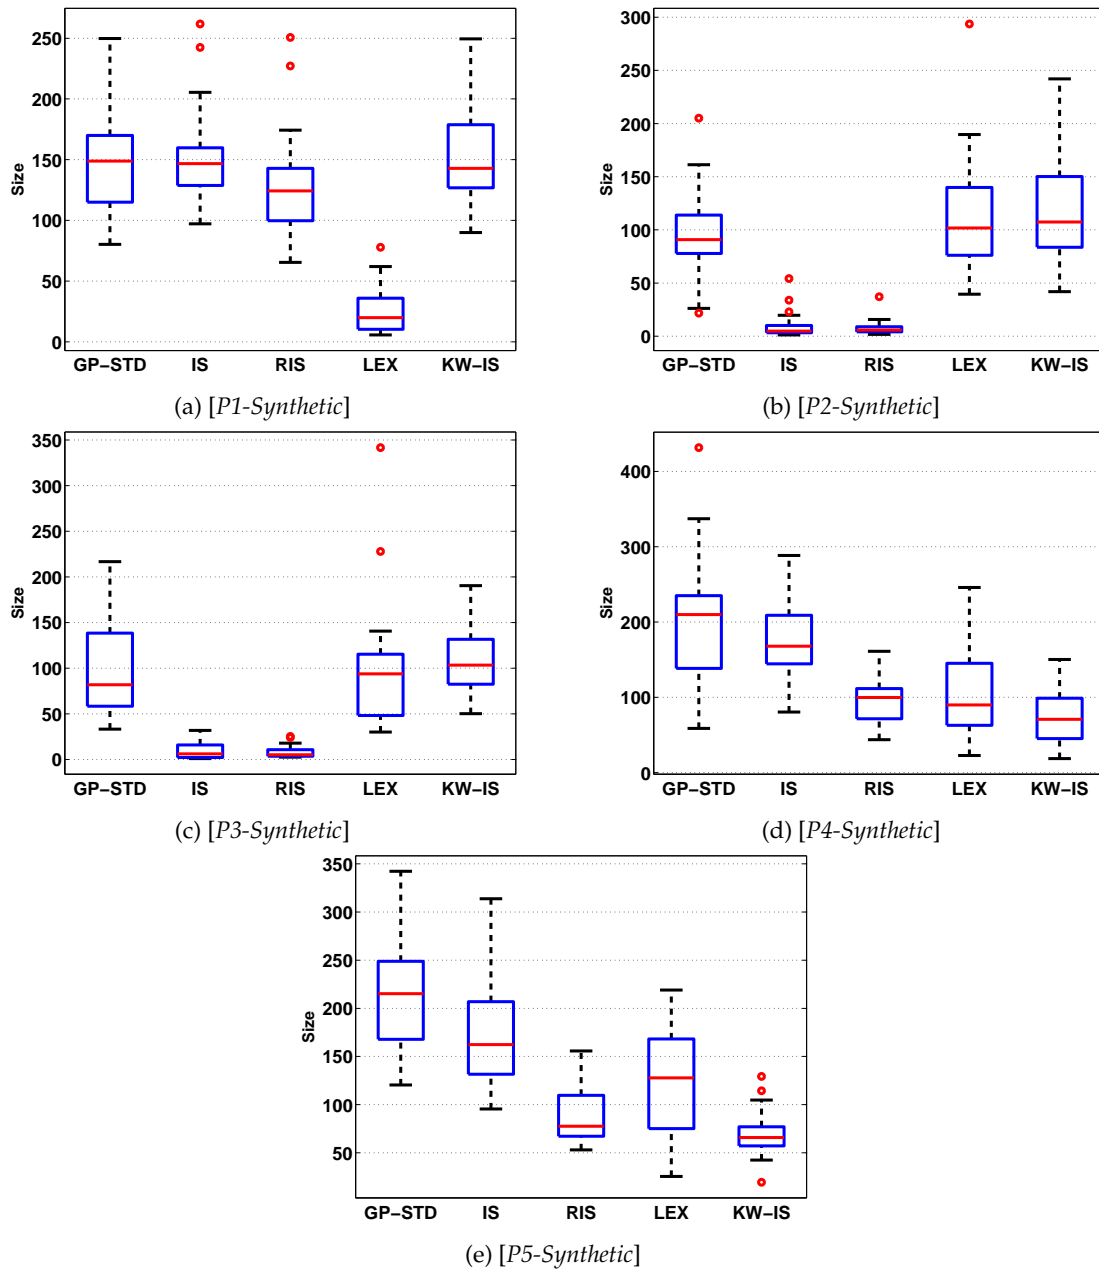 250
200
150
100
50
0
Size
GP-STD IS RIS LEX KW-IS
(a) [P1-Synthetic]
300
250
200
150
100
50
0
Size
GP-STD IS RIS LEX KW-IS
(b) [P2-Synthetic]
350
300
250
200
150
100
50
0
Size
GP-STD IS RIS LEX KW-IS
(c) [P3-Synthetic]
400
300
200
100
0
Size
GP-STD IS RIS LEX KW-IS
(d) [P4-Synthetic]
350
300
250
200
150
100
50
Size
GP-STD IS RIS LEX KW-IS
(e) [P5-Synthetic]